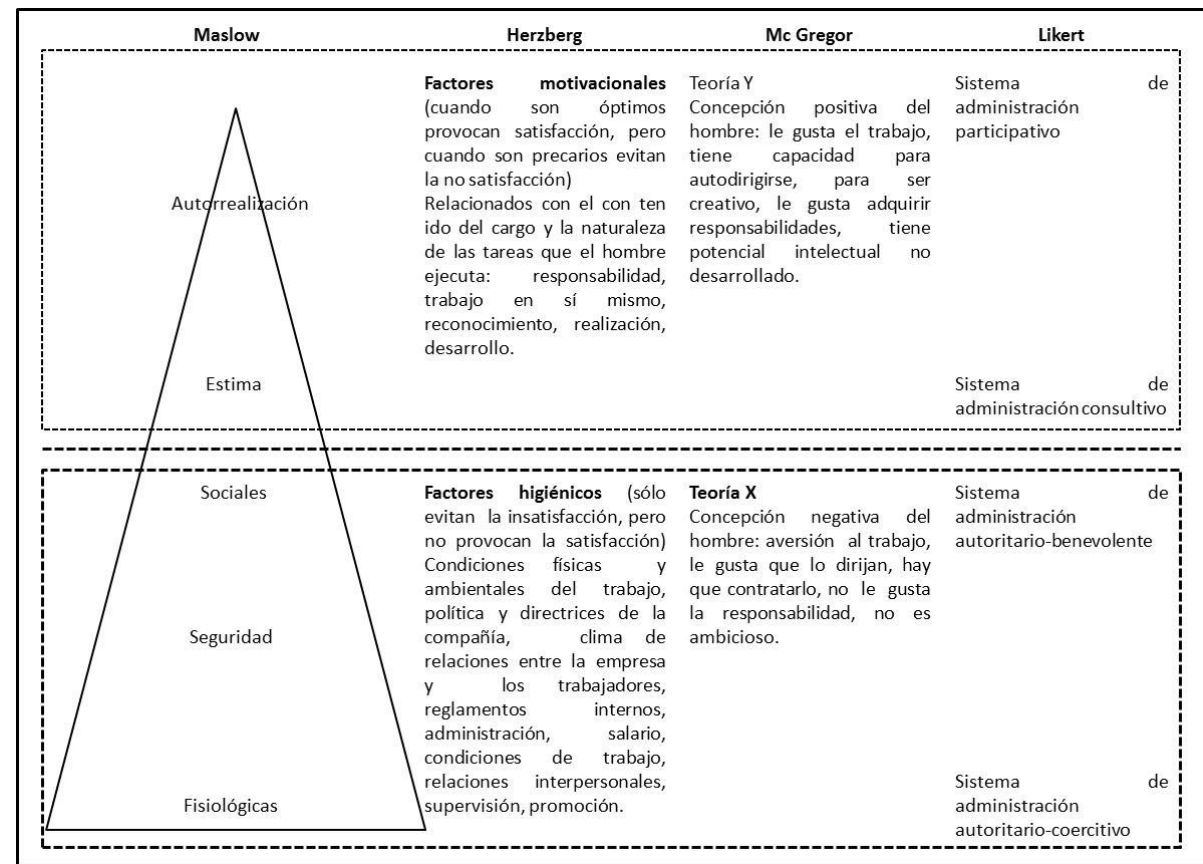 Maslow
Herzberg
Mc Gregor
Likert
Autorrealización
Estima
Factores motivacionales
(cuando son óptimos
provocan satisfacción, pero
cuando son precarios evitan
la no satisfacción)
Relacionados con el con ten
ido del cargo y la naturaleza
de las tareas que el hombre
ejecuta: responsabilidad,
trabajo en sí mismo,
reconocimiento, realización,
desarrollo.
Teoría Y
Concepción positiva del
hombre: le gusta el trabajo,
tiene capacidad para
autodirigirse, para ser
creativo, le gusta adquirir
responsabilidades, tiene
potencial intelectual no
desarrollado.
Sistema de
administración
participativo
Sistema de
administración consultivo
Sociales
Seguridad
Fisiológicas
Factores higiénicos (sólo
evitan la insatisfacción, pero
no provocan la satisfacción)
Condiciones físicas y
ambientales del trabajo,
política y directrices de la
compañía, clima de
relaciones entre la empresa
y los trabajadores,
reglamentos internos,
administración, salario,
condiciones de trabajo,
relaciones interpersonales,
supervisión, promoción.
Teoría X
Concepción negativa del
hombre: aversión al trabajo,
le gusta que lo dirijan, hay
que contratarlo, no le gusta
la responsabilidad, no es
ambicioso.
Sistema de
administración
autoritario-benevolente
Sistema de
administración
autoritario-coercitivo